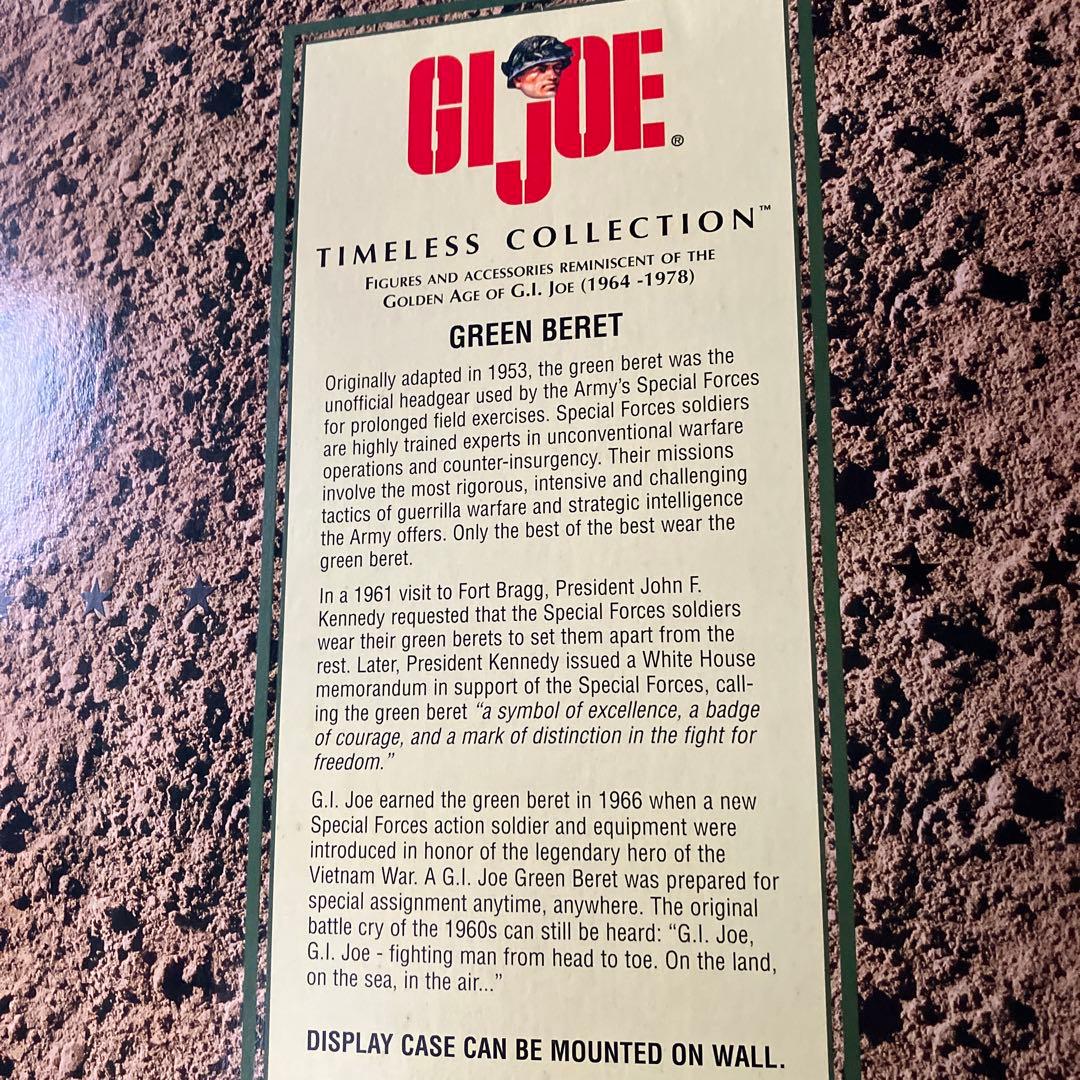 GIJOE®
TIMELESS COLLECTION™
FIGURES AND ACCESSORIES REMINISCENT OF THE
GOLDEN AGE OF G.I. JOE (1964 -1978)
GREEN BERET
Originally adapted in 1953, the green beret was the
unofficial headgear used by the Army's Special Forces
for prolonged field exercises. Special Forces soldiers
are highly trained experts in unconventional warfare
operations and counter-insurgency. Their missions
involve the most rigorous, intensive and challenging
tactics of guerrilla warfare and strategic intelligence
the Army offers. Only the best of the best wear the
green beret.
In a 1961 visit to Fort Bragg, President John F.
Kennedy requested that the Special Forces soldiers
wear their green berets to set them apart from the
rest. Later, President Kennedy issued a White House
memorandum in support of the Special Forces, call-
ing the green beret "a symbol of excellence, a badge
of courage, and a mark of distinction in the fight for
freedom."
G.I. Joe earned the green beret in 1966 when a new
Special Forces action soldier and equipment were
introduced in honor of the legendary hero of the
Vietnam War. A G.I. Joe Green Beret was prepared for
special assignment anytime, anywhere. The original
battle cry of the 1960s can still be heard: "G.I. Joe,
G.I. Joe - fighting man from head to toe. On the land,
on the sea, in the air..."
DISPLAY CASE CAN BE MOUNTED ON WALL.